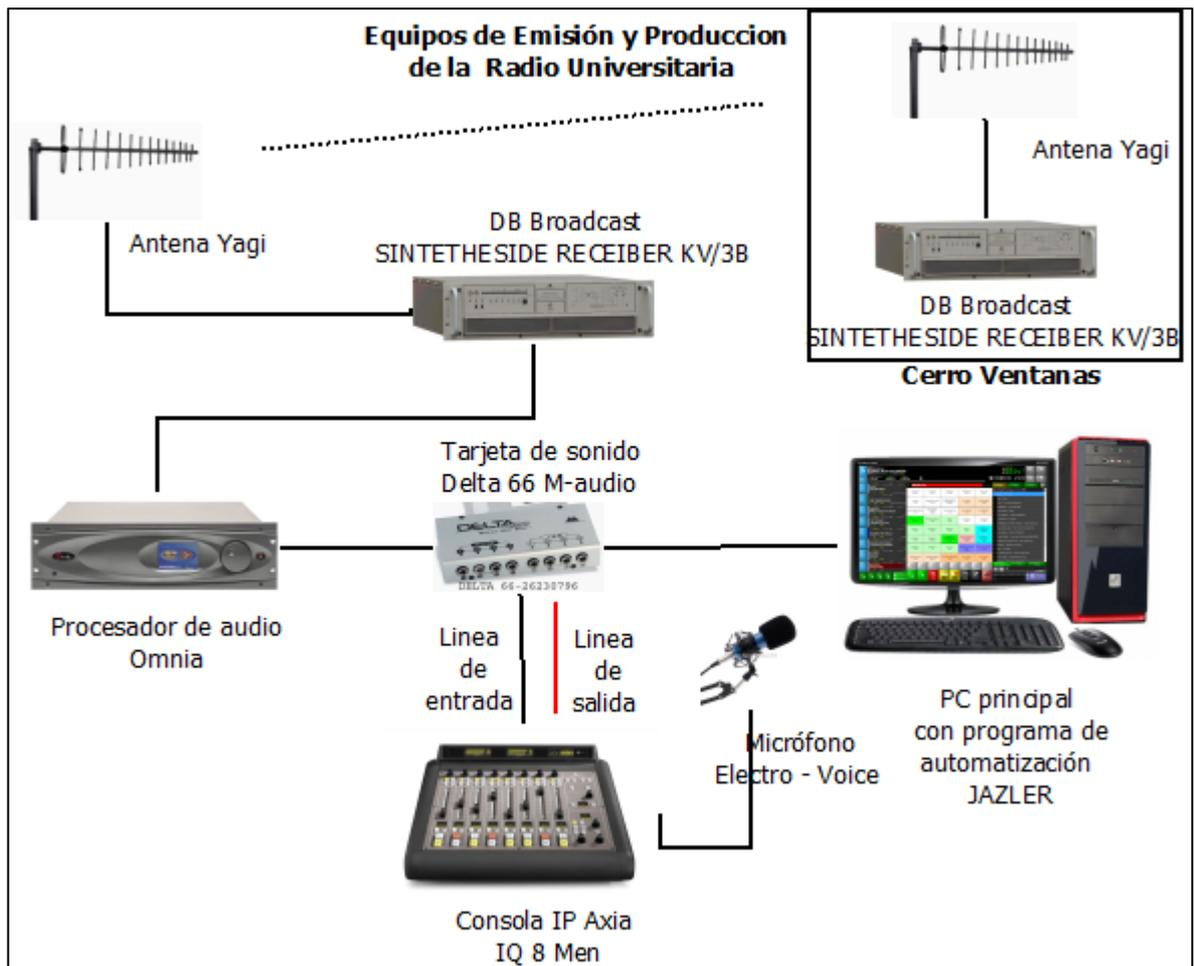 Equipos de Emisión y Produccion
de la Radio Universitaria
Antena Yagi
Antena Yagi
DB Broadcast
SINTETHESIDE RECEIBER KV/3B
DB Broadcast
SINTETHESIDE RECEIBER KV/3B
Cerro Ventanas
Tarjeta de sonido
Delta 66 M-audio
DELTA
DELTA 66-26230796
Procesador de audio
Omnia
Linea
de
entrada
Linea
de
salida
Micrófono
Electro - Voice
PC principal
con programa de
automatización
JAZLER
Consola IP Axia
IQ 8 Men